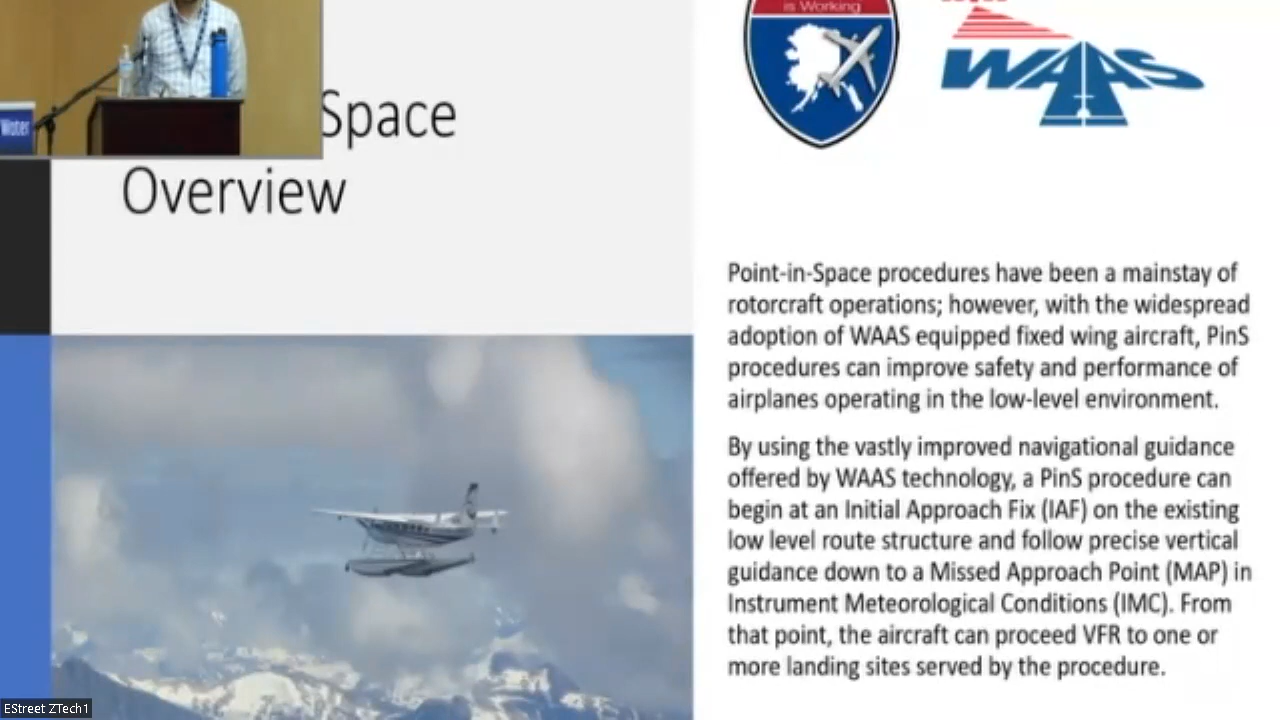 is Working
WAAS
Water
Space
Overview
Point-in-Space procedures have been a mainstay of
rotorcraft operations; however, with the widespread
adoption of WAAS equipped fixed wing aircraft, PinS
procedures can improve safety and performance of
airplanes operating in the low-level environment.
By using the vastly improved navigational guidance
offered by WAAS technology, a PinS procedure can
begin at an Initial Approach Fix (IAF) on the existing
low level route structure and follow precise vertical
guidance down to a Missed Approach Point (MAP) in
Instrument Meteorological Conditions (IMC). From
that point, the aircraft can proceed VFR to one or
more landing sites served by the procedure.
EStreet ZTech1